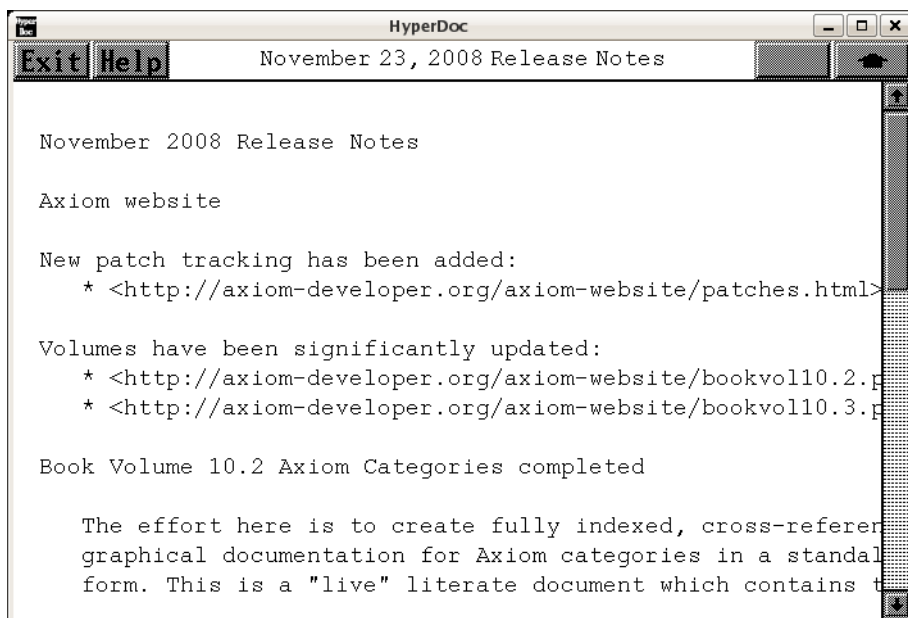 Hyper
Doc
HyperDoc
Exit Help November 23, 2008 Release Notes
November 2008 Release Notes
Axiom website
New patch tracking has been added:
* <http://axiom-developer.org/axiom-website/patches.html>
Volumes have been significantly updated:
* <http://axiom-developer.org/axiom-website/bookvol10.2.p
* <http://axiom-developer.org/axiom-website/bookvol10.3.p
Book Volume 10.2 Axiom Categories completed
The effort here is to create fully indexed, cross-referen
graphical documentation for Axiom categories in a standal
form. This is a "live" literate document which contains t